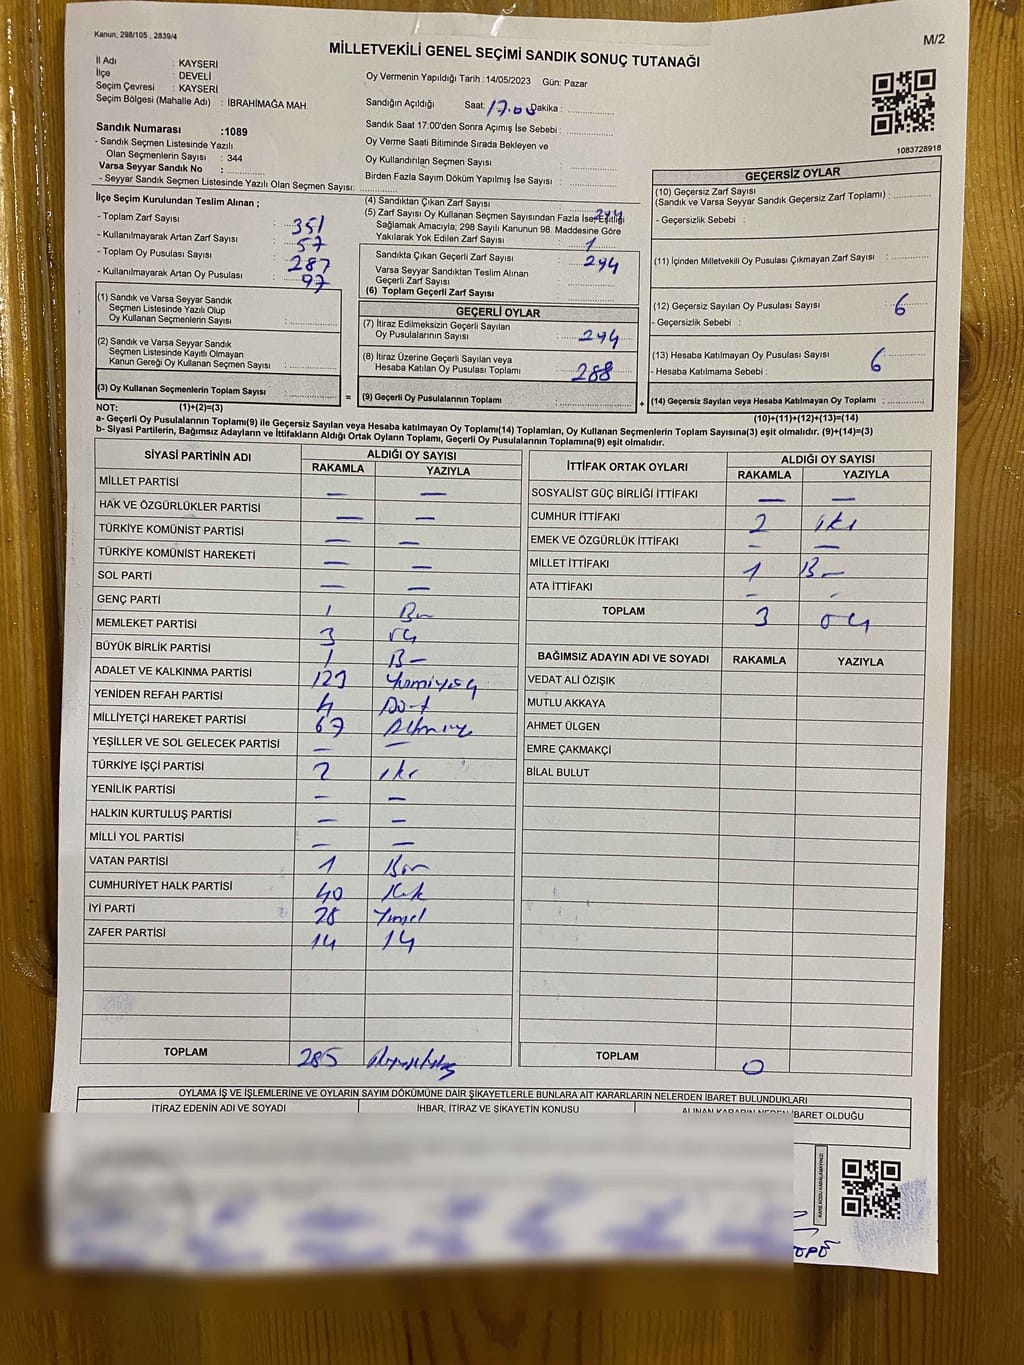 Kanun; 298/105 , 2839/4
M/2
MİLLETVEKİLİ GENEL SEÇİMİ SANDIK SONUÇ TUTANAĞI
İl Adı : KAYSERİ
İlçe : DEVELİ
Seçim Çevresi : KAYSERİ
Seçim Bölgesi (Mahalle Adı) : İBRAHİMAĞA MAH.
Sandık Numarası :1089
- Sandık Seçmen Listesinde Yazılı
Olan Seçmenlerin Sayısı : 344
Varsa Seyyar Sandık No :
- Seyyar Sandık Seçmen Listesinde Yazılı Olan Seçmen Sayısı:
Oy Vermenin Yapıldığı Tarih :14/05/2023 Gün: Pazar
Sandığın Açıldığı Saat: 17.00 Dakika :
Sandık Saat 17:00'den Sonra Açımış İse Sebebi :
Oy Verme Saati Bitiminde Sırada Bekleyen ve
Oy Kullandırılan Seçmen Sayısı :
Birden Fazla Sayım Döküm Yapılmış İse Sayısı :
1083728918
İlçe Seçim Kurulundan Teslim Alınan ;
- Toplam Zarf Sayısı : 351
- Kullanılmayarak Artan Zarf Sayısı : 57
- Toplam Oy Pusulası Sayısı : 287
- Kullanılmayarak Artan Oy Pusulası : 97
(1) Sandık ve Varsa Seyyar Sandık
Seçmen Listesinde Yazılı Olup
Oy Kullanan Seçmenlerin Sayısı :
(2) Sandık ve Varsa Seyyar Sandık
Seçmen Listesinde Kayıtlı Olmayan
Kanun Gereği Oy Kullanan Seçmen Sayısı :
(3) Oy Kullanan Seçmenlerin Toplam Sayısı : =
(4) Sandıktan Çıkan Zarf Sayısı :
(5) Zarf Sayısı Oy Kullanan Seçmen Sayısından Fazla İse, Eşitliği
Sağlamak Amacıyla; 298 Sayılı Kanunun 98. Maddesine Göre
Yakılarak Yok Edilen Zarf Sayısı : 1
Sandıkta Çıkan Geçerli Zarf Sayısı : 294
Varsa Seyyar Sandıktan Teslim Alınan
Geçerli Zarf Sayısı :
(6) Toplam Geçerli Zarf Sayısı :
GEÇERLİ OYLAR
(7) İtiraz Edilmeksizin Geçerli Sayılan
Oy Pusulalarının Sayısı : 294
(8) İtiraz Üzerine Geçerli Sayılan veya
Hesaba Katılan Oy Pusulası Toplamı : 288
(9) Geçerli Oy Pusulalarının Toplamı : +
GEÇERSİZ OYLAR
(10) Geçersiz Zarf Sayısı
(Sandık ve Varsa Seyyar Sandık Geçersiz Zarf Toplamı) :
- Geçersizlik Sebebi :
(11) İçinden Milletvekili Oy Pusulası Çıkmayan Zarf Sayısı :
(12) Geçersiz Sayılan Oy Pusulası Sayısı : 6
- Geçersizlik Sebebi :
(13) Hesaba Katılmayan Oy Pusulası Sayısı : 6
- Hesaba Katılmama Sebebi :
(14) Geçersiz Sayılan veya Hesaba Katılmayan Oy Toplamı :
NOT: (1)+(2)=(3)
(10)+(11)+(12)+(13)=(14)
a- Geçerli Oy Pusulasının Toplamı(9) ile Geçersiz Sayılan veya Hesaba katılmayan Oy Toplamı(14) Toplamları, Oy Kullanan Seçmenlerin Toplam Sayısına(3) eşit olmalıdır. (9)+(14)=(3)
b- Siyasi Partilerin, Bağımsız Adayların ve İttifakların Aldığı Ortak Oyların Toplamı, Geçerli Oy Pusulalarının Toplamına(9) eşit olmalıdır.
SİYASİ PARTİNİN ADI ALDIĞI OY SAYISI
RAKAMLA YAZIYLA
MİLLET PARTİSİ — —
HAK VE ÖZGÜRLÜKLER PARTİSİ — —
TÜRKİYE KOMÜNİST PARTİSİ — —
TÜRKİYE KOMÜNİST HAREKETİ — —
SOL PARTİ — —
GENÇ PARTİ 1 Bir
MEMLEKET PARTİSİ 3
BÜYÜK BİRLİK PARTİSİ 1 Bir
ADALET VE KALKINMA PARTİSİ 123
YENİDEN REFAH PARTİSİ 4 Dört
MİLLİYETÇİ HAREKET PARTİSİ 67
YEŞİLLER VE SOL GELECEK PARTİSİ — —
TÜRKİYE İŞÇİ PARTİSİ 2 iki
YENİLİK PARTİSİ — —
HALKIN KURTULUŞ PARTİSİ — —
MİLLİ YOL PARTİSİ — —
VATAN PARTİSİ 1 Bir
CUMHURİYET HALK PARTİSİ 40 Kırk
İYİ PARTİ 28
ZAFER PARTİSİ 14 14
TOPLAM 285
İTTİFAK ORTAK OYLARI ALDIĞI OY SAYISI
RAKAMLA YAZIYLA
SOSYALİST GÜÇ BİRLİĞİ İTTİFAKI — —
CUMHUR İTTİFAKI 2 iki
EMEK VE ÖZGÜRLÜK İTTİFAKI — —
MİLLET İTTİFAKI 1 Bir
ATA İTTİFAKI — —
TOPLAM 3
BAĞIMSIZ ADAYIN ADI VE SOYADI RAKAMLA YAZIYLA
VEDAT ALİ ÖZIŞIK
MUTLU AKKAYA
AHMET ÜLGEN
EMRE ÇAKMAKÇİ
BİLAL BULUT
TOPLAM 0
OYLAMA İŞ VE İŞLEMLERİNE VE OYLARIN SAYIM DÖKÜMÜNE DAİR ŞİKAYETLERLE BUNLARA AİT KARARLARIN NELERDEN İBARET BULUNDUKLARI
İTİRAZ EDENİN ADI VE SOYADI İHBAR, İTİRAZ VE ŞİKAYETİN KONUSU ALINAN KARARIN NEDEN İBARET OLDUĞU